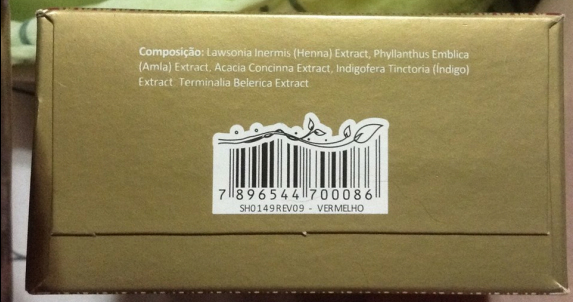 Composição: Lawsonia Inermis (Henna) Extract, Phyllanthus Emblica
(Amla) Extract, Acacia Concinna Extract, Indigofera Tinctoria (Índigo)
Extract, Terminalia Belerica Extract
7 896544 700086
SH0149REV09 - VERMELHO